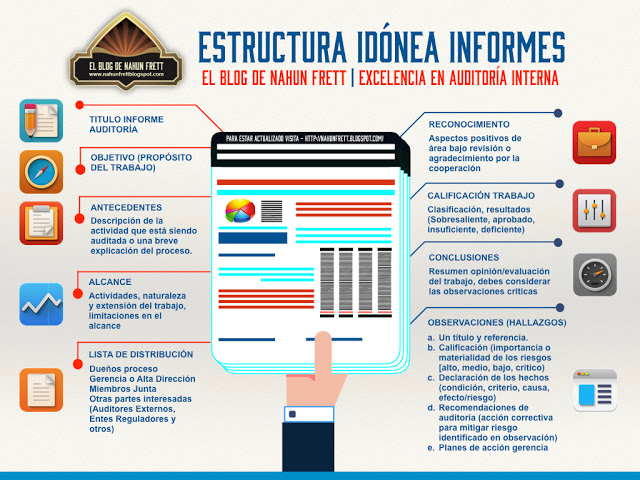 EL BLOG DE NAHUN FRETT
www.nahunfrettblogspot.com
ESTRUCTURA IDÓNEA INFORMES
EL BLOG DE NAHUN FRETT | EXCELENCIA EN AUDITORÍA INTERNA
PARA ESTAR ACTUALIZADO VISITA - HTTP://NAHUNFRETT.BLOGSPOT.COM/
TITULO INFORME
AUDITORÍA
OBJETIVO (PROPÓSITO
DEL TRABAJO)
ANTECEDENTES
Descripción de la
actividad que está siendo
auditada o una breve
explicación del proceso.
ALCANCE
Actividades, naturaleza
y extensión del trabajo,
limitaciones en el
alcance
LISTA DE DISTRIBUCIÓN
Dueños proceso
Gerencia o Alta Dirección
Miembros Junta
Otras partes interesadas
(Auditores Externos,
Entes Reguladores y
otros)
RECONOCIMIENTO
Aspectos positivos de
área bajo revisión o
agradecimiento por la
cooperación
CALIFICACIÓN TRABAJO
Clasificación, resultados
(Sobresaliente, aprobado,
insuficiente, deficiente)
CONCLUSIONES
Resumen opinión/evaluación
del trabajo, debes considerar
las observaciones críticas
OBSERVACIONES (HALLAZGOS)
a. Un título y referencia.
b. Calificación (importancia o
materialidad de los riesgos
[alto, medio, bajo, critico)
c. Declaración de los hechos
(condición, criterio, causa,
efecto/riesgo)
d. Recomendaciones de
auditoría (acción correctiva
para mitigar riesgo
identificado en observación)
e. Planes de acción gerencia